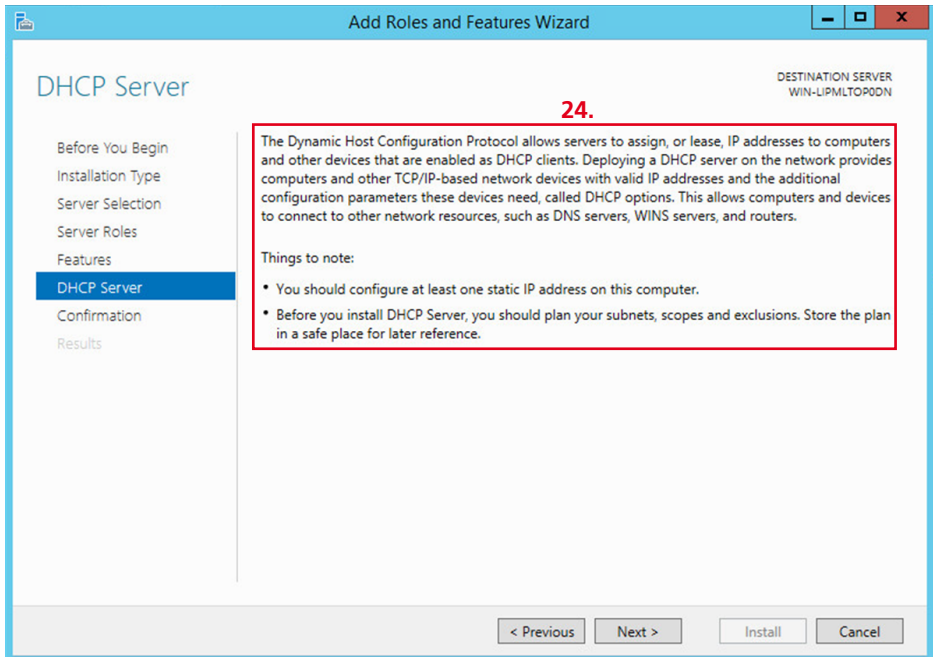 Add Roles and Features Wizard
DHCP Server
DESTINATION SERVER
WIN-LIPMLTOP0DN
24.
Before You Begin
Installation Type
Server Selection
Server Roles
Features
DHCP Server
Confirmation
Results
The Dynamic Host Configuration Protocol allows servers to assign, or lease, IP addresses to computers
and other devices that are enabled as DHCP clients. Deploying a DHCP server on the network provides
computers and other TCP/IP-based network devices with valid IP addresses and the additional
configuration parameters these devices need, called DHCP options. This allows computers and devices
to connect to other network resources, such as DNS servers, WINS servers, and routers.
Things to note:
• You should configure at least one static IP address on this computer.
• Before you install DHCP Server, you should plan your subnets, scopes and exclusions. Store the plan
in a safe place for later reference.
< Previous
Next >
Install
Cancel